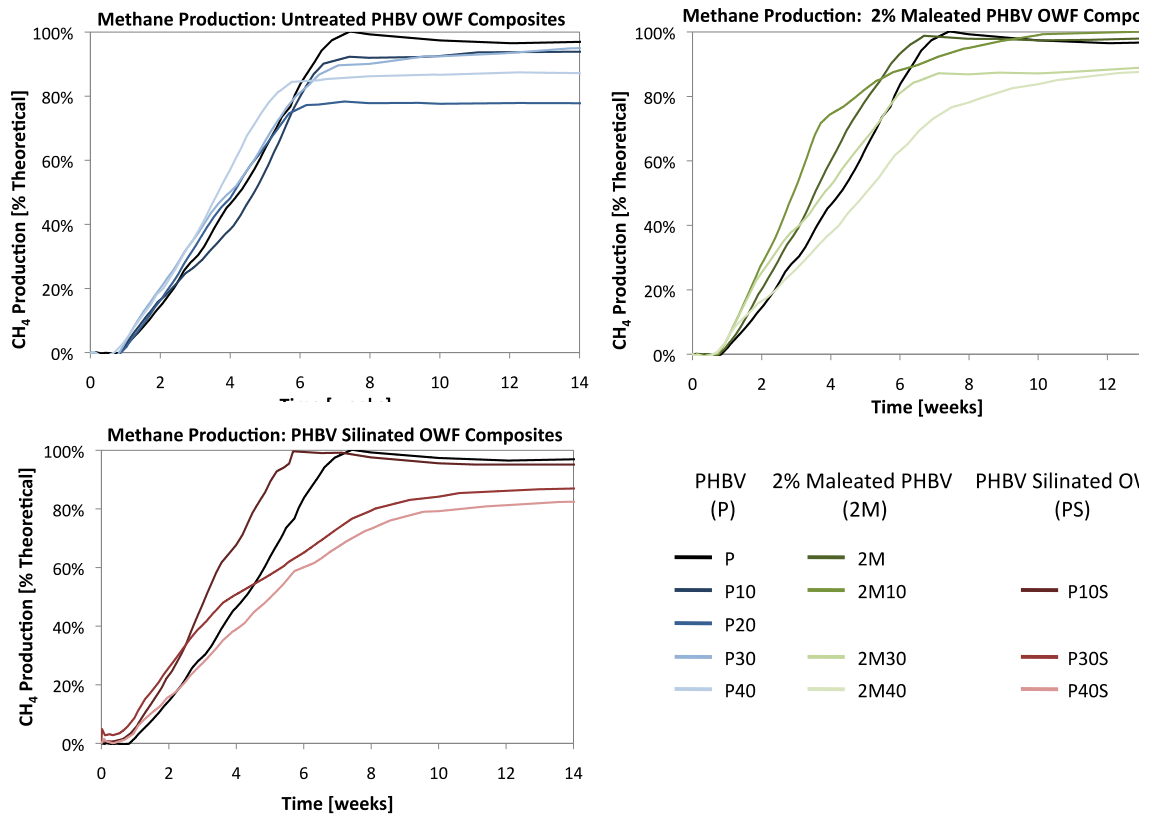 Methane Production: Untreated PHBV OWF Composites
CH4 Production [% Theoretical]
100%
80%
60%
40%
20%
0%
0 2 4 6 8 10 12 14
Time [weeks]
Methane Production: 2% Maleated PHBV OWF Compo
CH4 Production [% Theoretical]
100%
80%
60%
40%
20%
0%
0 2 4 6 8 10 12
Time [weeks]
Methane Production: PHBV Silinated OWF Composites
CH4 Production [% Theoretical]
100%
80%
60%
40%
20%
0%
0 2 4 6 8 10 12 14
Time [weeks]
PHBV 2% Maleated PHBV PHBV Silinated OW
(P) (2M) (PS)
P 2M
P10 2M10 P10S
P20
P30 2M30 P30S
P40 2M40 P40S